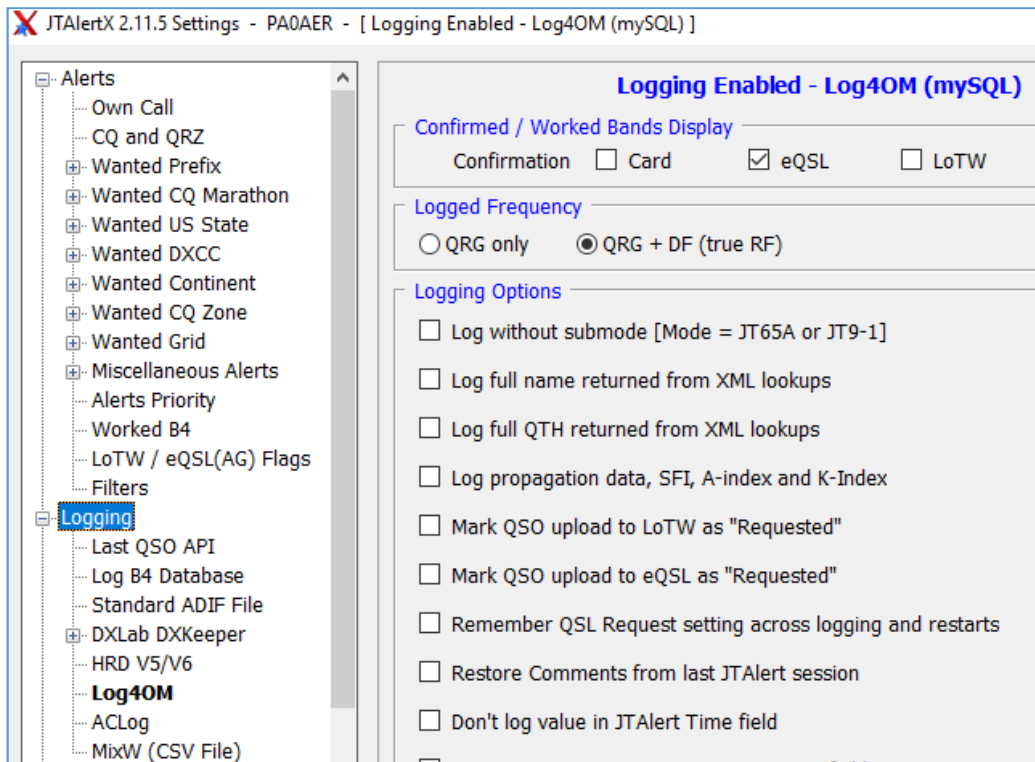 JTAlertX 2.11.5 Settings - PA0AER - [ Logging Enabled - Log4OM (mySQL) ]
Alerts
Own Call
CQ and QRZ
Wanted Prefix
Wanted CQ Marathon
Wanted US State
Wanted DXCC
Wanted Continent
Wanted CQ Zone
Wanted Grid
Miscellaneous Alerts
Alerts Priority
Worked B4
LoTW / eQSL(AG) Flags
Filters
Logging
Last QSO API
Log B4 Database
Standard ADIF File
DXLab DXKeeper
HRD V5/V6
Log4OM
ACLog
MixW (CSV File)
Logging Enabled - Log4OM (mySQL)
Confirmed / Worked Bands Display
Confirmation Card eQSL LoTW
Logged Frequency
QRG only QRG + DF (true RF)
Logging Options
Log without submode [Mode = JT65A or JT9-1]
Log full name returned from XML lookups
Log full QTH returned from XML lookups
Log propagation data, SFI, A-index and K-Index
Mark QSO upload to LoTW as "Requested"
Mark QSO upload to eQSL as "Requested"
Remember QSL Request setting across logging and restarts
Restore Comments from last JTAlert session
Don't log value in JTAlert Time field